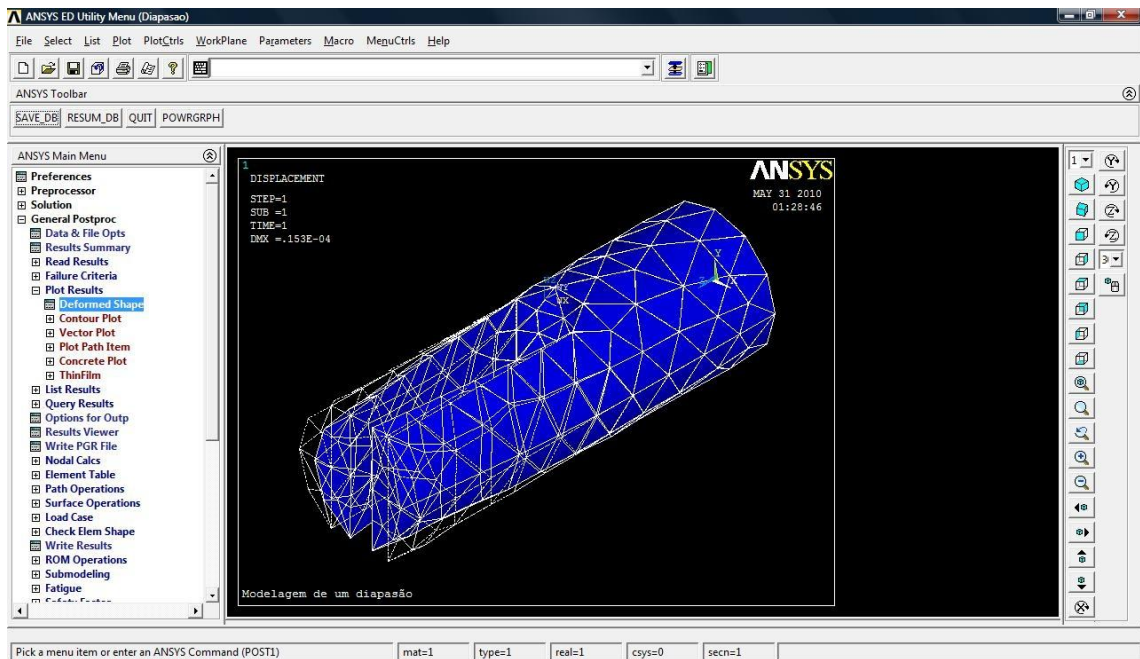 ANSYS ED Utility Menu (Diapasao)
File Select List Plot PlotCtrls WorkPlane Parameters Macro MenuCtrls Help
ANSYS Toolbar
SAVE_DB RESUM_DB QUIT POWRGRPH
ANSYS Main Menu
Preferences
Preprocessor
Solution
General Postproc
Data & File Opts
Results Summary
Read Results
Failure Criteria
Plot Results
Deformed Shape
Contour Plot
Vector Plot
Plot Path Item
Concrete Plot
ThinFilm
List Results
Query Results
Options for Outp
Results Viewer
Write PGR File
Nodal Calcs
Element Table
Path Operations
Surface Operations
Load Case
Check Elem Shape
Write Results
ROM Operations
Submodeling
Fatigue
Safety Factor
1
DISPLACEMENT
STEP=1
SUB =1
TIME=1
DMX =.153E-04
ANSYS
MAY 31 2010
01:28:46
Y
Z X
MX
Modelagem de um diapasão
1
3
Pick a menu item or enter an ANSYS Command (POST1) mat=1 type=1 real=1 csys=0 secn=1